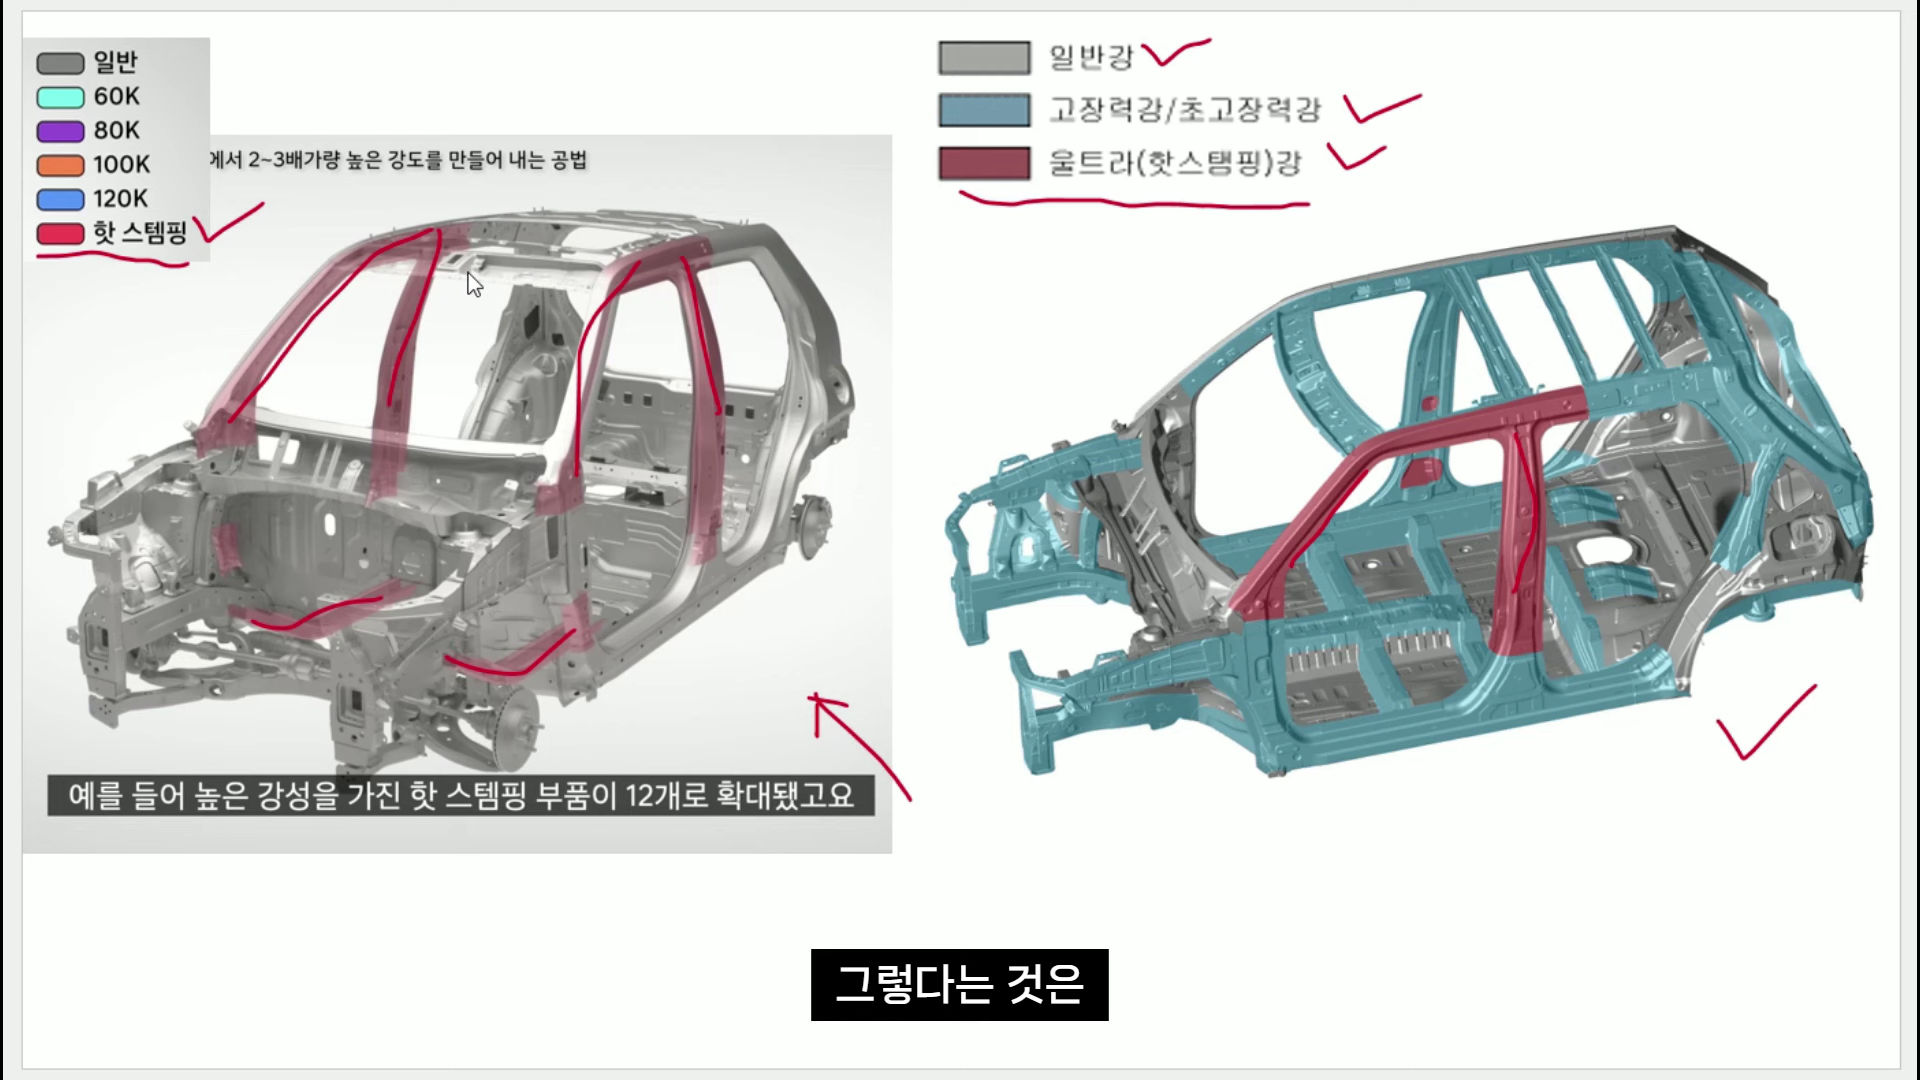 일반
60K
80K
100K
120K
핫 스템핑
에서 2~3배가량 높은 강도를 만들어 내는 공법
예를 들어 높은 강성을 가진 핫 스템핑 부품이 12개로 확대됐고요
일반강
고장력강/초고장력강
울트라(핫스탬핑)강
그렇다는 것은